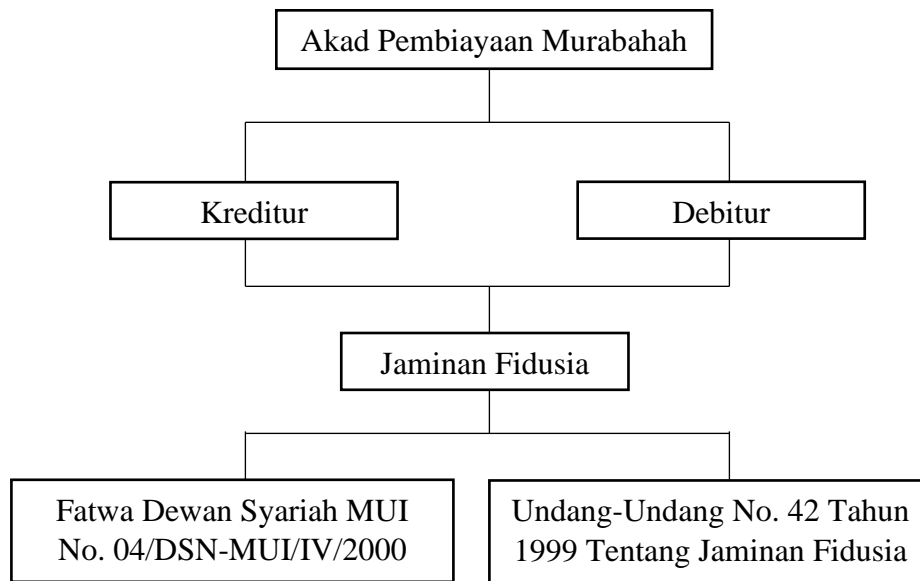 Akad Pembiayaan Murabahah
Kreditur
Debitur
Jaminan Fidusia
Fatwa Dewan Syariah MUI
No. 04/DSN-MUI/IV/2000
Undang-Undang No. 42 Tahun
1999 Tentang Jaminan Fidusia